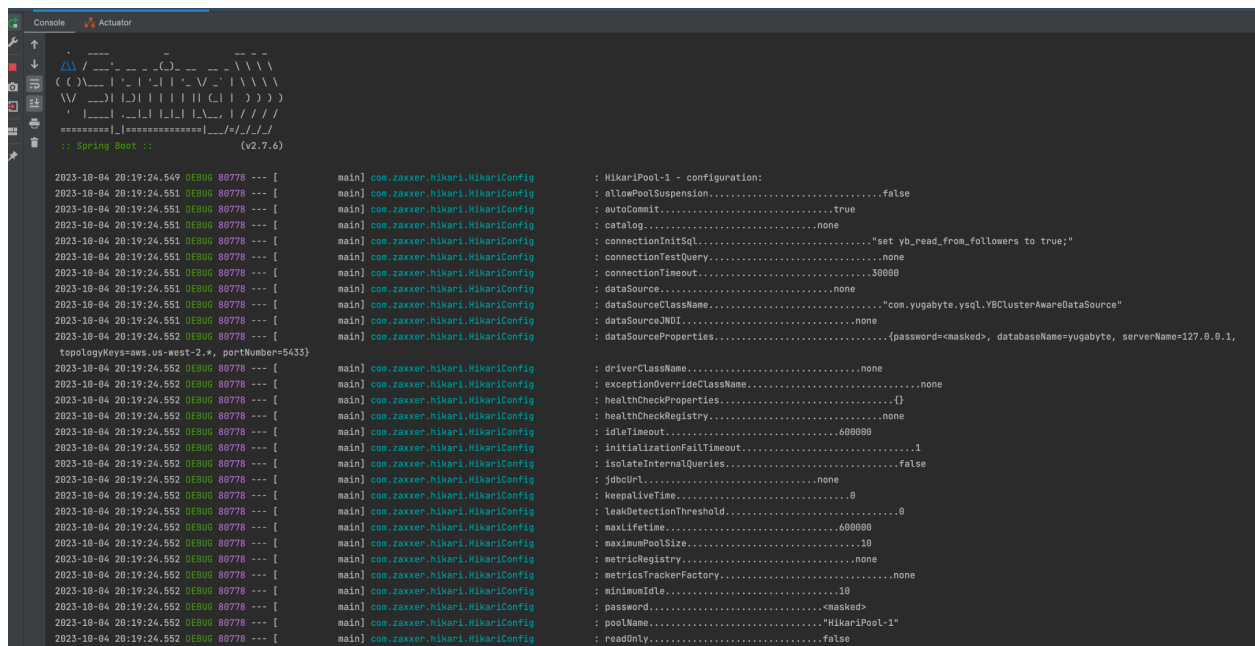 Console Actuator
  .   ____          _            __ _ _
 /\\ / ___'_ __ _ _(_)_ __  __ _ \ \ \ \
( ( )\___ | '_ | '_| | '_ \/ _` | \ \ \ \
 \\/  ___)| |_)| | | | | || (_| |  ) ) ) )
  '  |____| .__|_| |_|_| |_\__, | / / / /
 =========|_|==============|___/=/_/_/_/
 :: Spring Boot ::                (v2.7.6)
2023-10-04 20:19:24.549 DEBUG 80778 --- [           main] com.zaxxer.hikari.HikariConfig           : HikariPool-1 - configuration:
2023-10-04 20:19:24.551 DEBUG 80778 --- [           main] com.zaxxer.hikari.HikariConfig           : allowPoolSuspension................................false
2023-10-04 20:19:24.551 DEBUG 80778 --- [           main] com.zaxxer.hikari.HikariConfig           : autoCommit................................true
2023-10-04 20:19:24.551 DEBUG 80778 --- [           main] com.zaxxer.hikari.HikariConfig           : catalog................................none
2023-10-04 20:19:24.551 DEBUG 80778 --- [           main] com.zaxxer.hikari.HikariConfig           : connectionInitSql................................"set yb_read_from_followers to true;"
2023-10-04 20:19:24.551 DEBUG 80778 --- [           main] com.zaxxer.hikari.HikariConfig           : connectionTestQuery................................none
2023-10-04 20:19:24.551 DEBUG 80778 --- [           main] com.zaxxer.hikari.HikariConfig           : connectionTimeout................................30000
2023-10-04 20:19:24.551 DEBUG 80778 --- [           main] com.zaxxer.hikari.HikariConfig           : dataSource................................none
2023-10-04 20:19:24.551 DEBUG 80778 --- [           main] com.zaxxer.hikari.HikariConfig           : dataSourceClassName................................"com.yugabyte.ysql.YBClusterAwareDataSource"
2023-10-04 20:19:24.551 DEBUG 80778 --- [           main] com.zaxxer.hikari.HikariConfig           : dataSourceJNDI................................none
2023-10-04 20:19:24.552 DEBUG 80778 --- [           main] com.zaxxer.hikari.HikariConfig           : dataSourceProperties................................{password=<masked>, databaseName=yugabyte, serverName=127.0.0.1,
 topologyKeys=aws.us-west-2.*, portNumber=5433}
2023-10-04 20:19:24.552 DEBUG 80778 --- [           main] com.zaxxer.hikari.HikariConfig           : driverClassName................................none
2023-10-04 20:19:24.552 DEBUG 80778 --- [           main] com.zaxxer.hikari.HikariConfig           : exceptionOverrideClassName................................none
2023-10-04 20:19:24.552 DEBUG 80778 --- [           main] com.zaxxer.hikari.HikariConfig           : healthCheckProperties................................{}
2023-10-04 20:19:24.552 DEBUG 80778 --- [           main] com.zaxxer.hikari.HikariConfig           : healthCheckRegistry................................none
2023-10-04 20:19:24.552 DEBUG 80778 --- [           main] com.zaxxer.hikari.HikariConfig           : idleTimeout................................600000
2023-10-04 20:19:24.552 DEBUG 80778 --- [           main] com.zaxxer.hikari.HikariConfig           : initializationFailTimeout................................1
2023-10-04 20:19:24.552 DEBUG 80778 --- [           main] com.zaxxer.hikari.HikariConfig           : isolateInternalQueries................................false
2023-10-04 20:19:24.552 DEBUG 80778 --- [           main] com.zaxxer.hikari.HikariConfig           : jdbcUrl................................none
2023-10-04 20:19:24.552 DEBUG 80778 --- [           main] com.zaxxer.hikari.HikariConfig           : keepaliveTime................................0
2023-10-04 20:19:24.552 DEBUG 80778 --- [           main] com.zaxxer.hikari.HikariConfig           : leakDetectionThreshold................................0
2023-10-04 20:19:24.552 DEBUG 80778 --- [           main] com.zaxxer.hikari.HikariConfig           : maxLifetime................................600000
2023-10-04 20:19:24.552 DEBUG 80778 --- [           main] com.zaxxer.hikari.HikariConfig           : maximumPoolSize................................10
2023-10-04 20:19:24.552 DEBUG 80778 --- [           main] com.zaxxer.hikari.HikariConfig           : metricRegistry................................none
2023-10-04 20:19:24.552 DEBUG 80778 --- [           main] com.zaxxer.hikari.HikariConfig           : metricsTrackerFactory................................none
2023-10-04 20:19:24.552 DEBUG 80778 --- [           main] com.zaxxer.hikari.HikariConfig           : minimumIdle................................10
2023-10-04 20:19:24.552 DEBUG 80778 --- [           main] com.zaxxer.hikari.HikariConfig           : password................................<masked>
2023-10-04 20:19:24.552 DEBUG 80778 --- [           main] com.zaxxer.hikari.HikariConfig           : poolName................................"HikariPool-1"
2023-10-04 20:19:24.552 DEBUG 80778 --- [           main] com.zaxxer.hikari.HikariConfig           : readOnly................................false